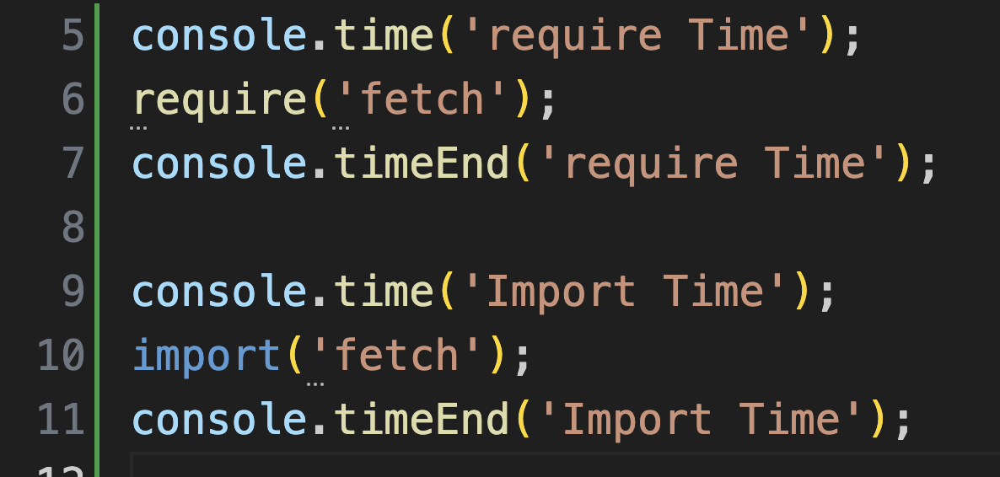 5 console.time('require Time');
6 require('fetch');
7 console.timeEnd('require Time');
8
9 console.time('Import Time');
10 import('fetch');
11 console.timeEnd('Import Time');
12